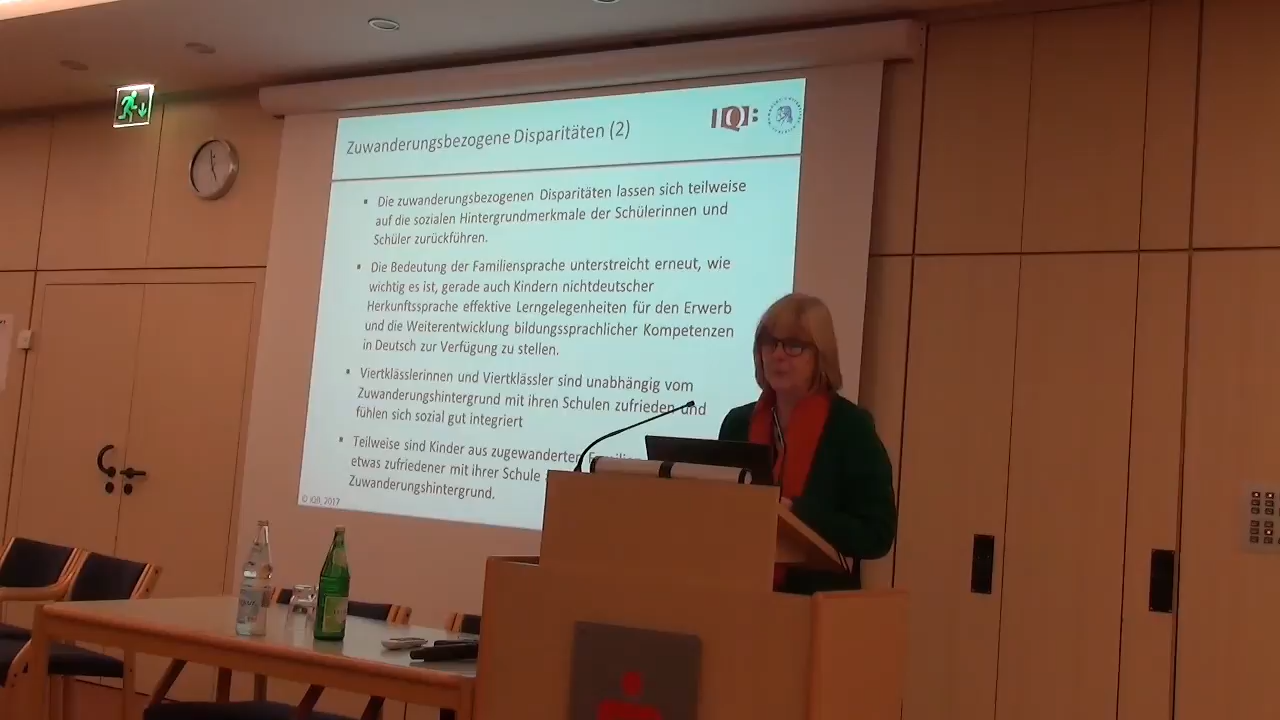 Zuwanderungsbezogene Disparitäten (2)
IQB
Die zuwanderungsbezogenen Disparitäten lassen sich teilweise
auf die sozialen Hintergrundmerkmale der Schülerinnen und
Schüler zurückführen.
Die Bedeutung der Familiensprache unterstreicht erneut, wie
wichtig es ist, gerade auch Kindern nichtdeutscher
Herkunftssprache effektive Lerngelegenheiten für den Erwerb
und die Weiterentwicklung bildungssprachlicher Kompetenzen
in Deutsch zur Verfügung zu stellen.
Viertklässlerinnen und Viertklässler sind unabhängig vom
Zuwanderungshintergrund mit ihren Schulen zufrieden und
fühlen sich sozial gut integriert
Teilweise sind Kinder aus zugewanderten
etwas zufriedener mit ihrer Schule
Zuwanderungshintergrund.
© IQB, 2017